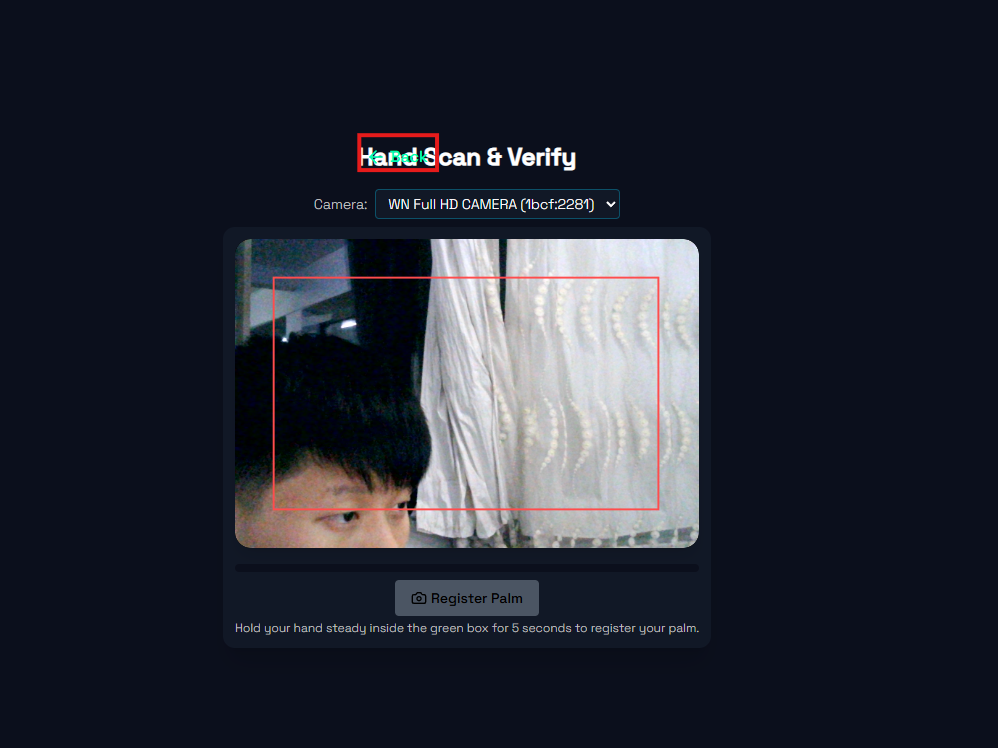 Hand Scan & Verify
← Back
Camera: WN Full HD CAMERA (1bcf:2281)
Register Palm
Hold your hand steady inside the green box for 5 seconds to register your palm.